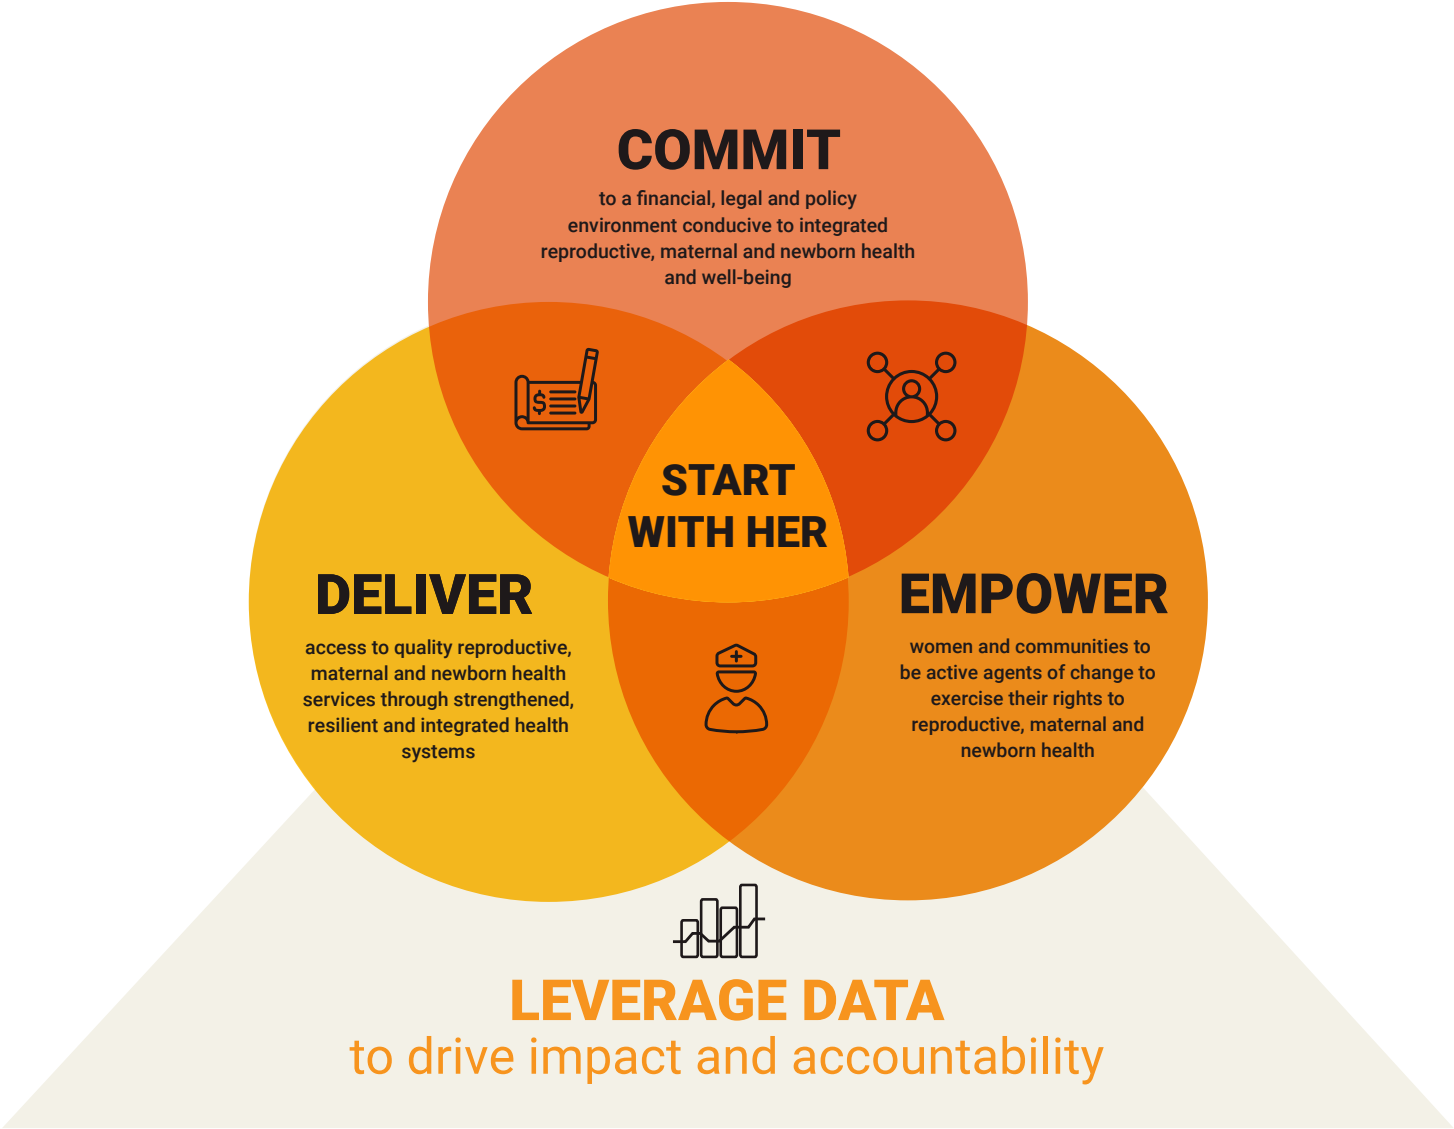 COMMIT
to a financial, legal and policy
environment conducive to integrated
reproductive, maternal and newborn health
and well-being
$
START
WITH HER
DELIVER
access to quality reproductive,
maternal and newborn health
services through strengthened,
resilient and integrated health
systems
EMPOWER
women and communities to
be active agents of change to
exercise their rights to
reproductive, maternal and
newborn health
LEVERAGE DATA
to drive impact and accountability